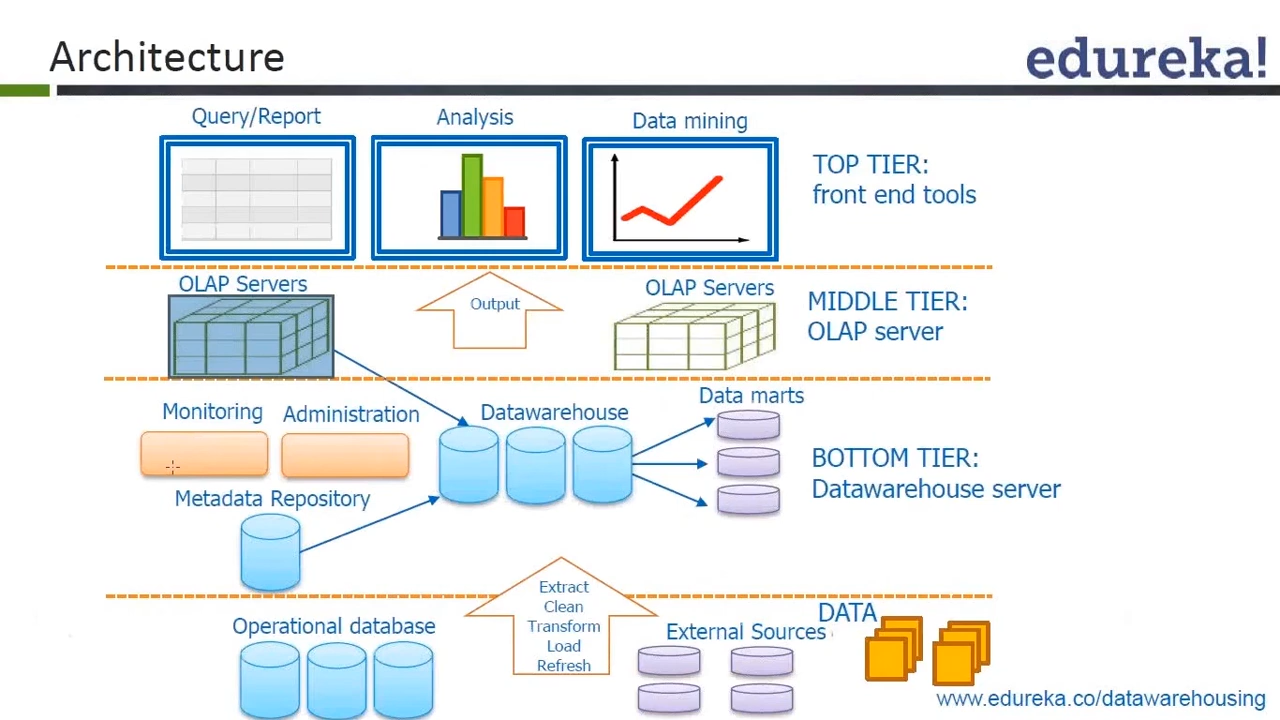 Architecture
edureka!
Query/Report
Analysis
Data mining
TOP TIER:
front end tools
OLAP Servers
Output
OLAP Servers
MIDDLE TIER:
OLAP server
Monitoring
Administration
Datawarehouse
Data marts
BOTTOM TIER:
Datawarehouse server
Metadata Repository
Extract
Clean
Transform
Load
Refresh
Operational database
External Sources
DATA
www.edureka.co/datawarehousing